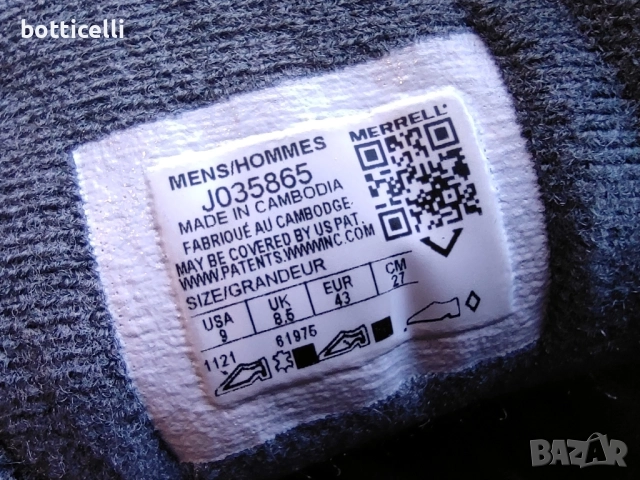 botticelli
MERRELL
MENS/HOMMES
J035865
MADE IN CAMBODIA
FABRIQUÉ AU CAMBODGE
MAY BE COVERED BY US PAT.
WWW.PATENTS.WWWINC.COM
SIZE/GRANDEUR
USA UK EUR CM
9 8.5 43 27
1121 61975
BAZAR